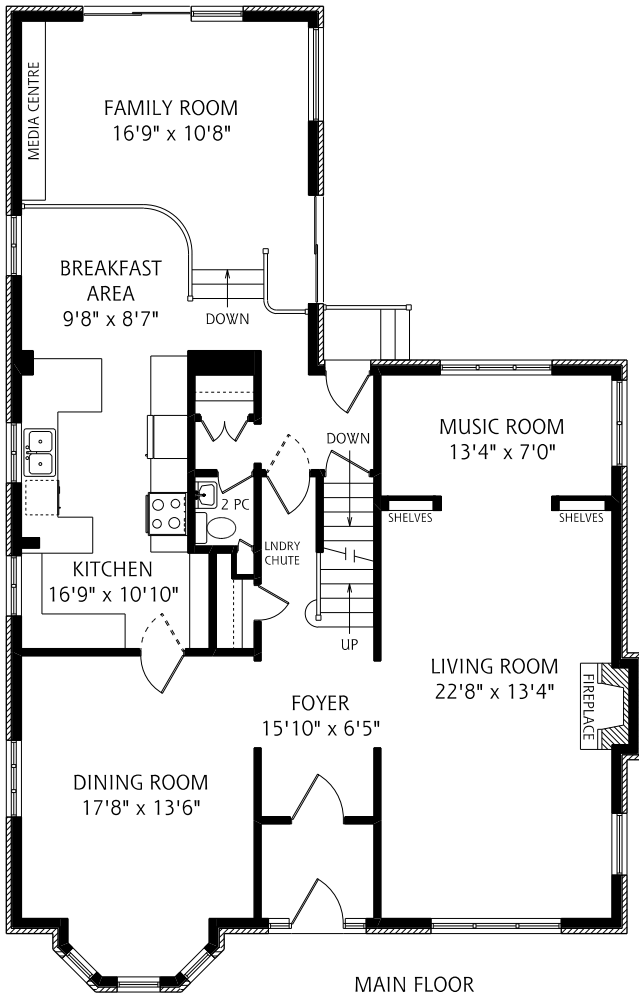 MEDIA CENTRE
FAMILY ROOM
16'9" x 10'8"
BREAKFAST
AREA
9'8" x 8'7"
DOWN
MUSIC ROOM
13'4" x 7'0"
DOWN
2 PC
SHELVES
SHELVES
LNDRY
CHUTE
KITCHEN
16'9" x 10'10"
UP
LIVING ROOM
22'8" x 13'4"
FIREPLACE
FOYER
15'10" x 6'5"
DINING ROOM
17'8" x 13'6"
MAIN FLOOR